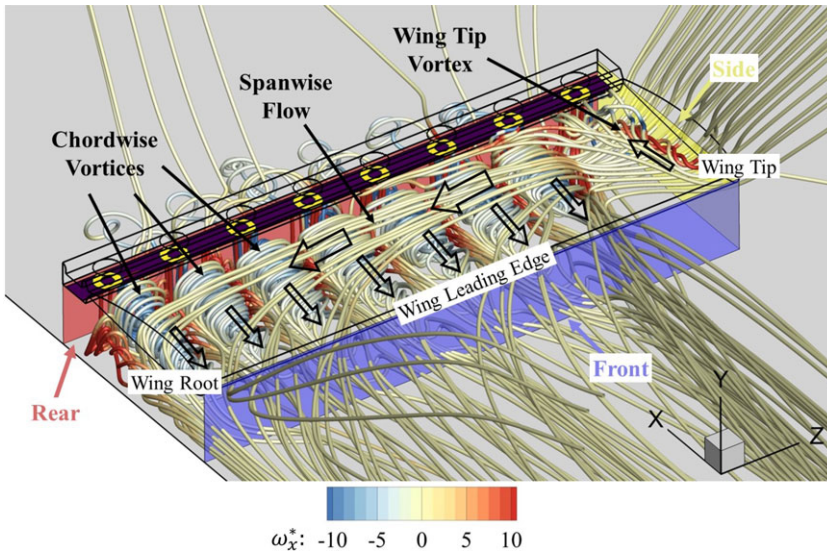 Wing Tip
Vortex
Side
Spanwise
Flow
Chordwise
Vortices
Wing Tip
Wing Leading Edge
Wing Root
Front
Rear
Y
X
Z
ω*x: -10 -5 0 5 10